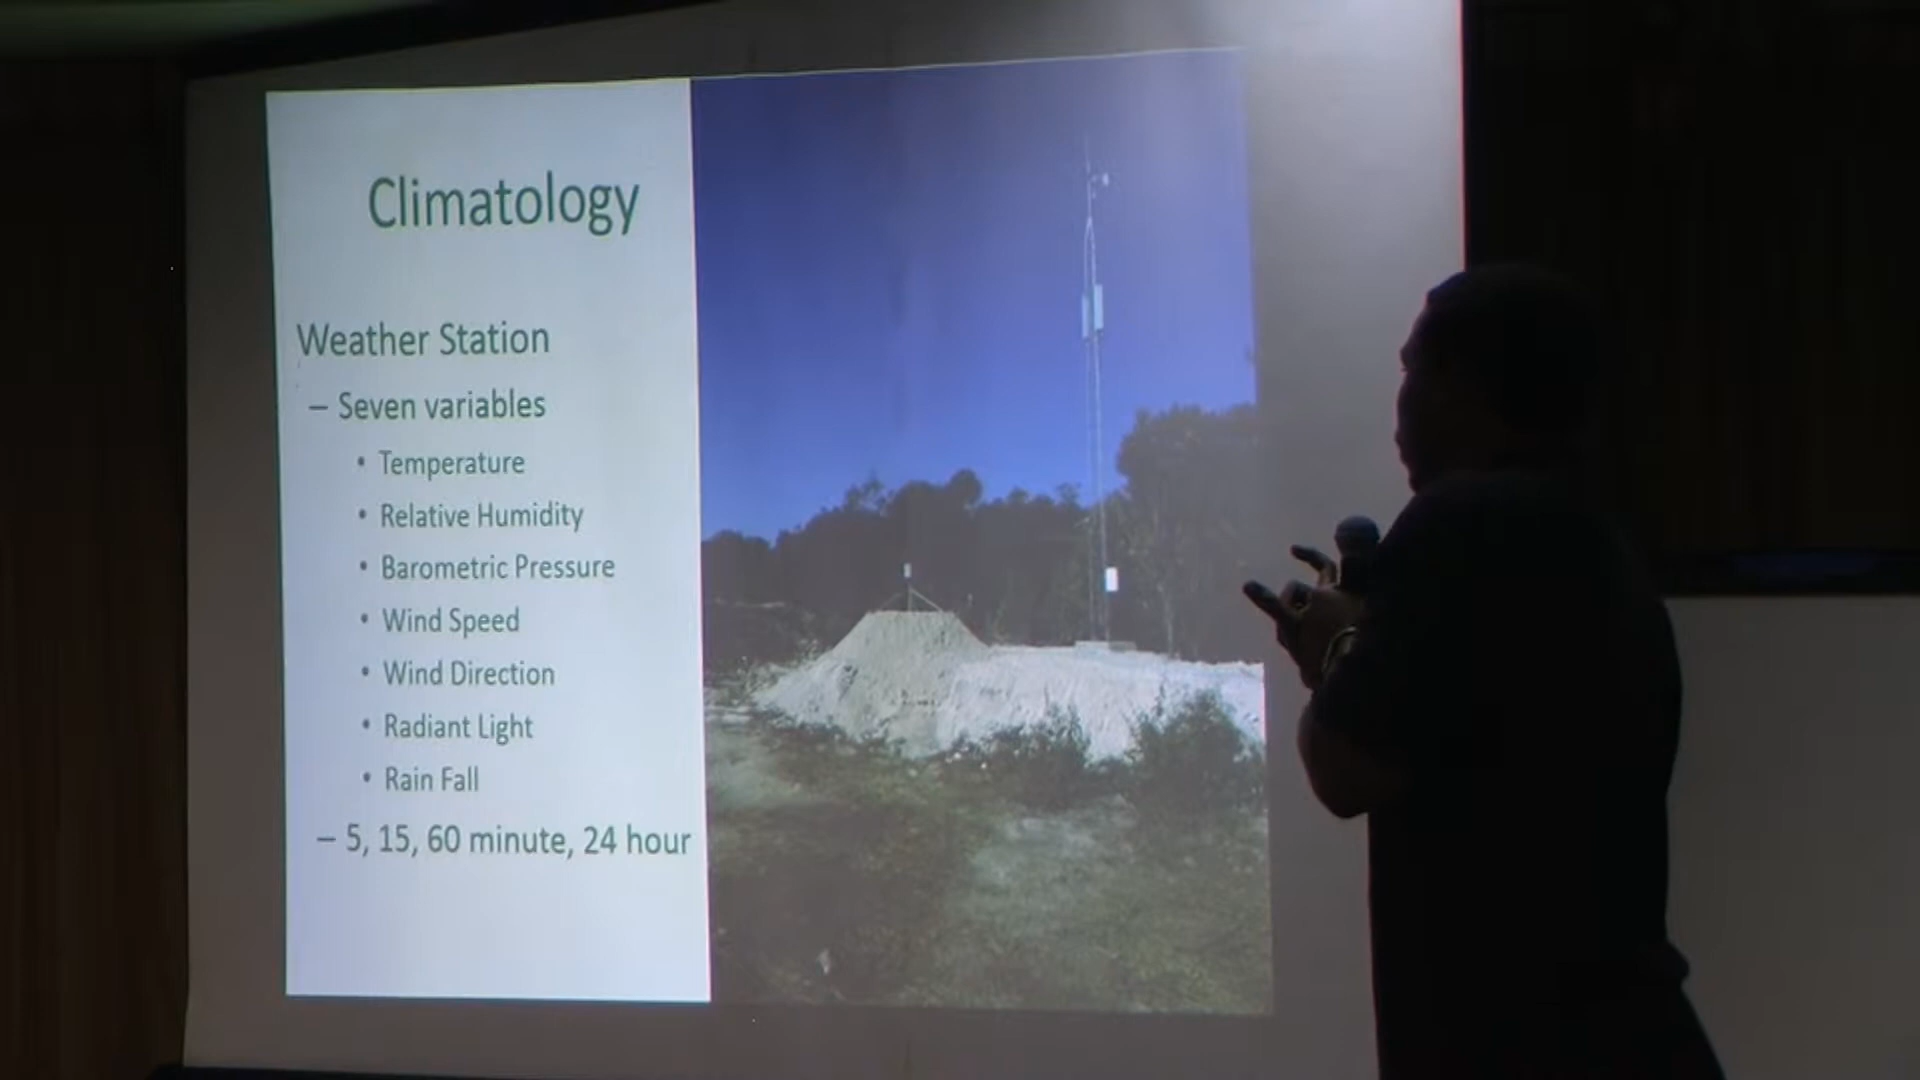 Climatology
Weather Station
– Seven variables
• Temperature
• Relative Humidity
• Barometric Pressure
• Wind Speed
• Wind Direction
• Radiant Light
• Rain Fall
– 5, 15, 60 minute, 24 hour